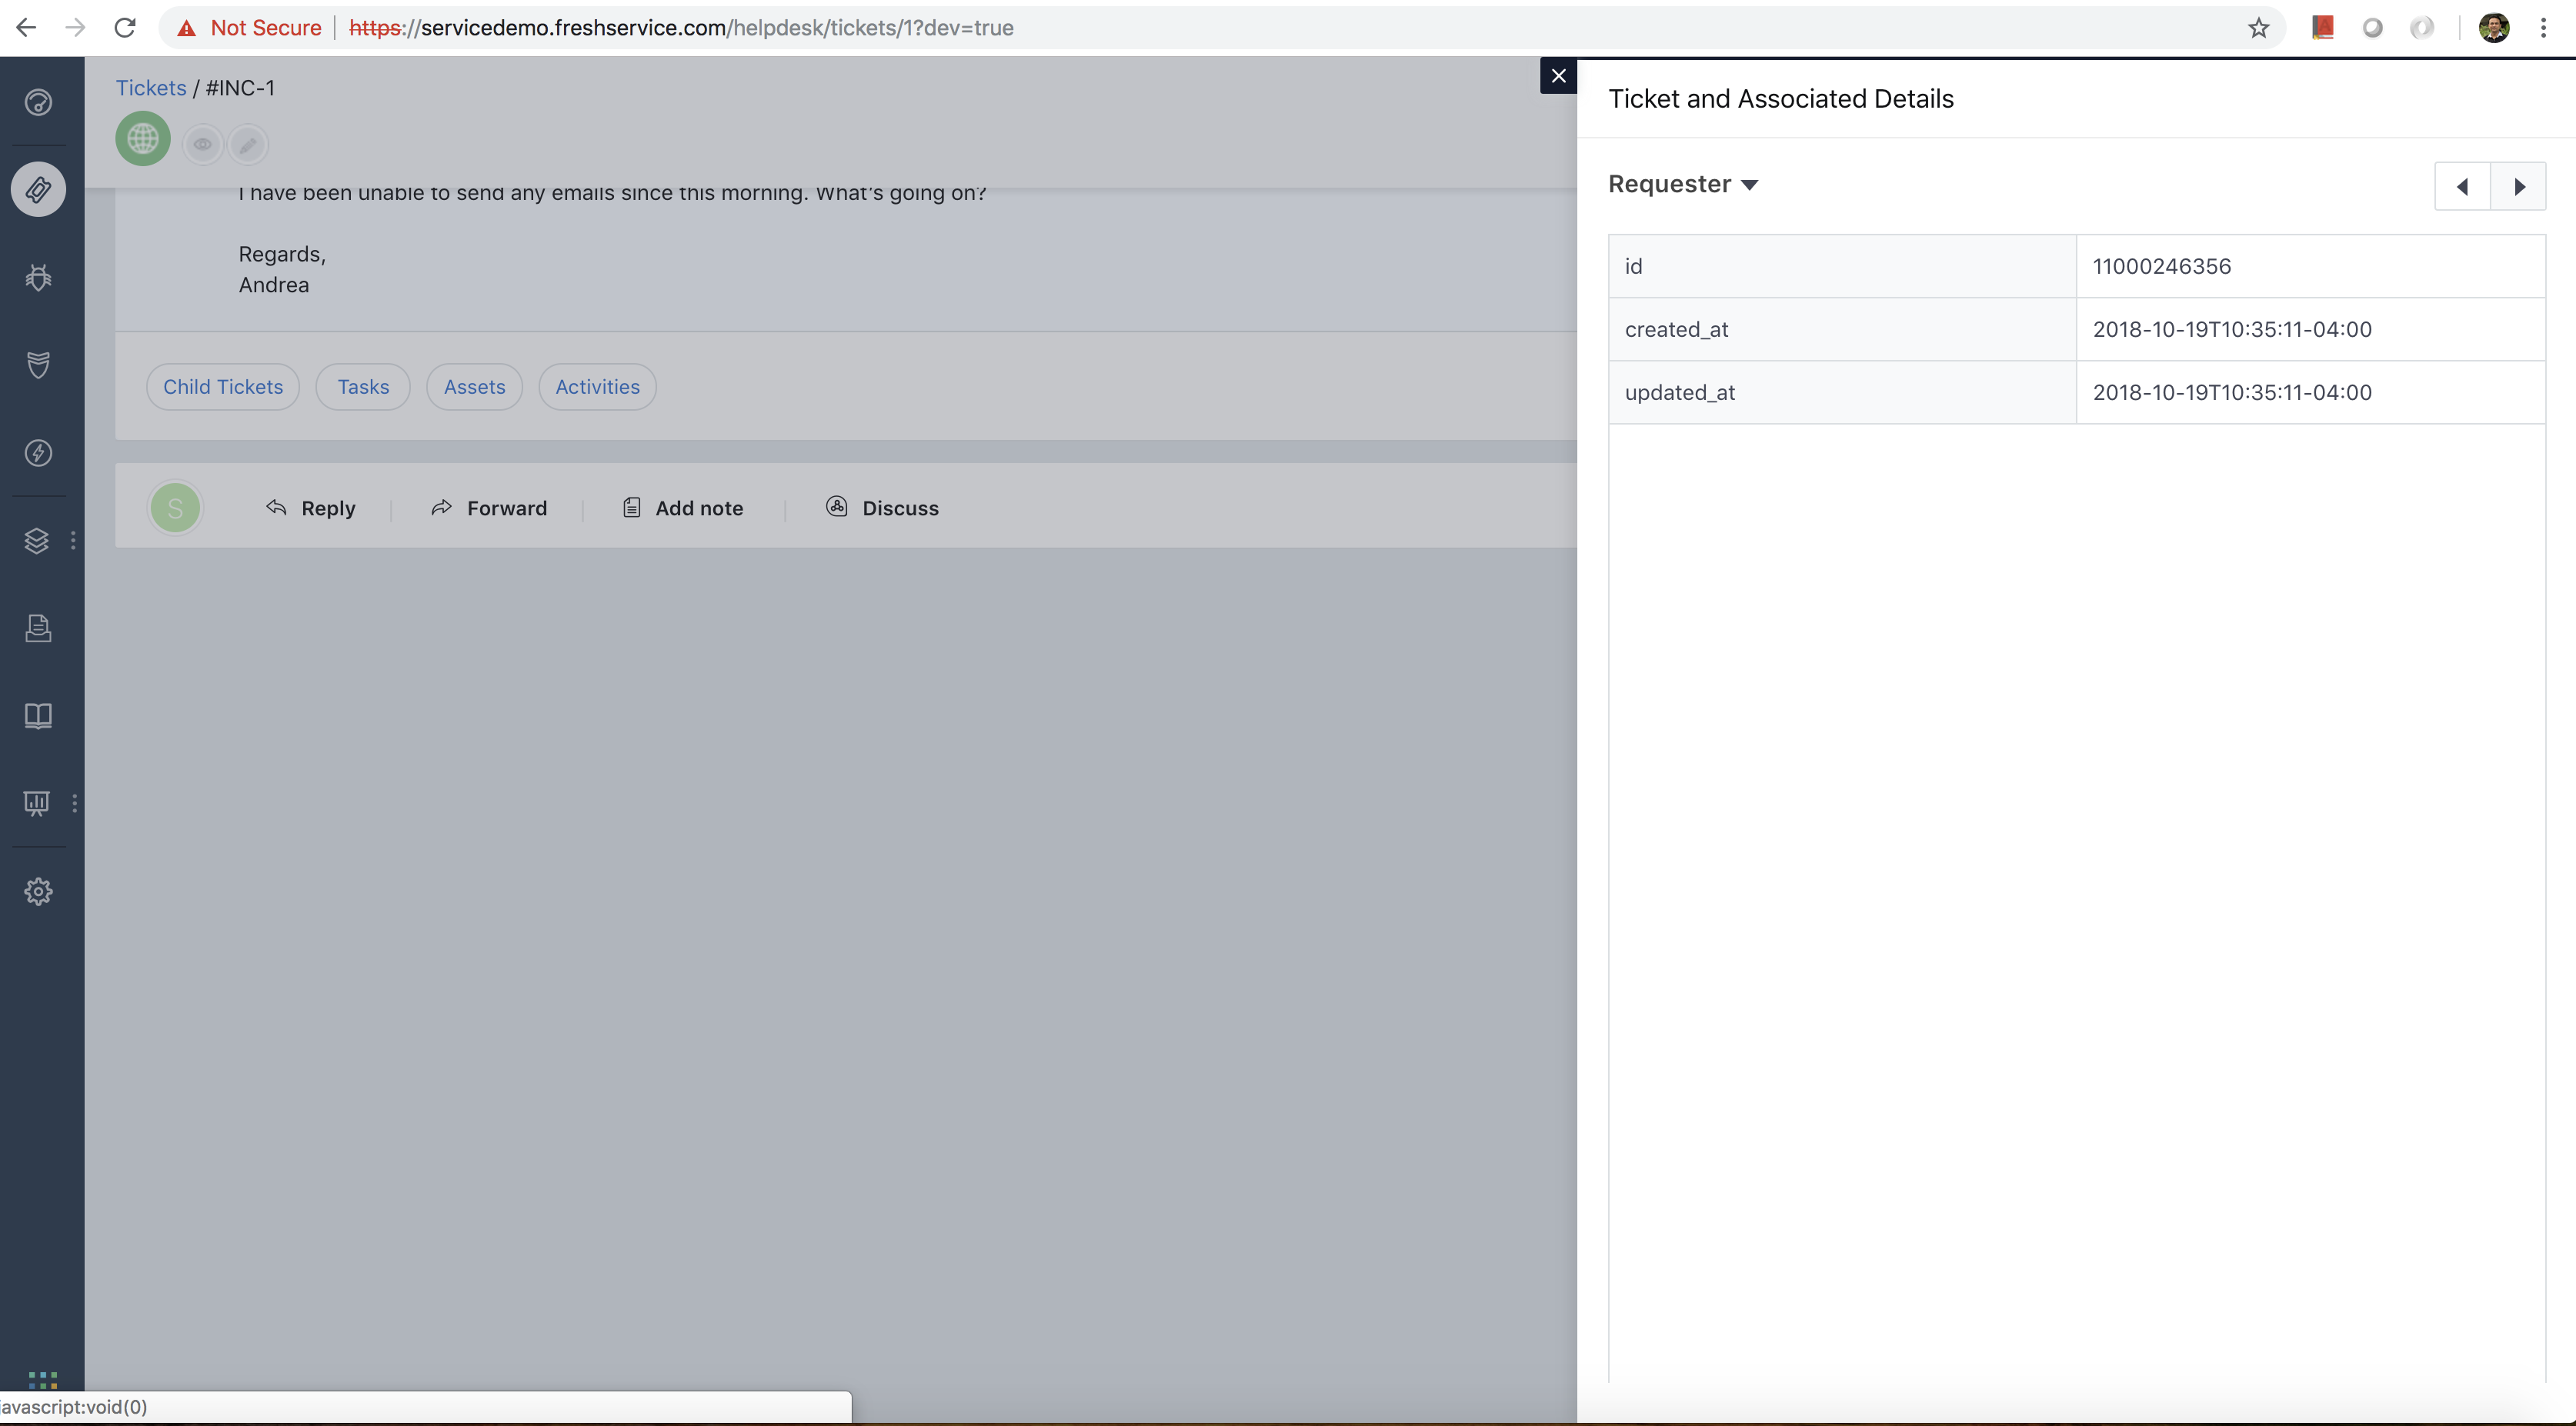 Not Secure | https://servicedemo.freshservice.com/helpdesk/tickets/1?dev=true
Tickets / #INC-1
I have been unable to send any emails since this morning. What's going on?
Regards,
Andrea
Child Tickets Tasks Assets Activities
S Reply Forward Add note Discuss
Ticket and Associated Details
Requester
id 11000246356
created_at 2018-10-19T10:35:11-04:00
updated_at 2018-10-19T10:35:11-04:00
avascript:void(0)